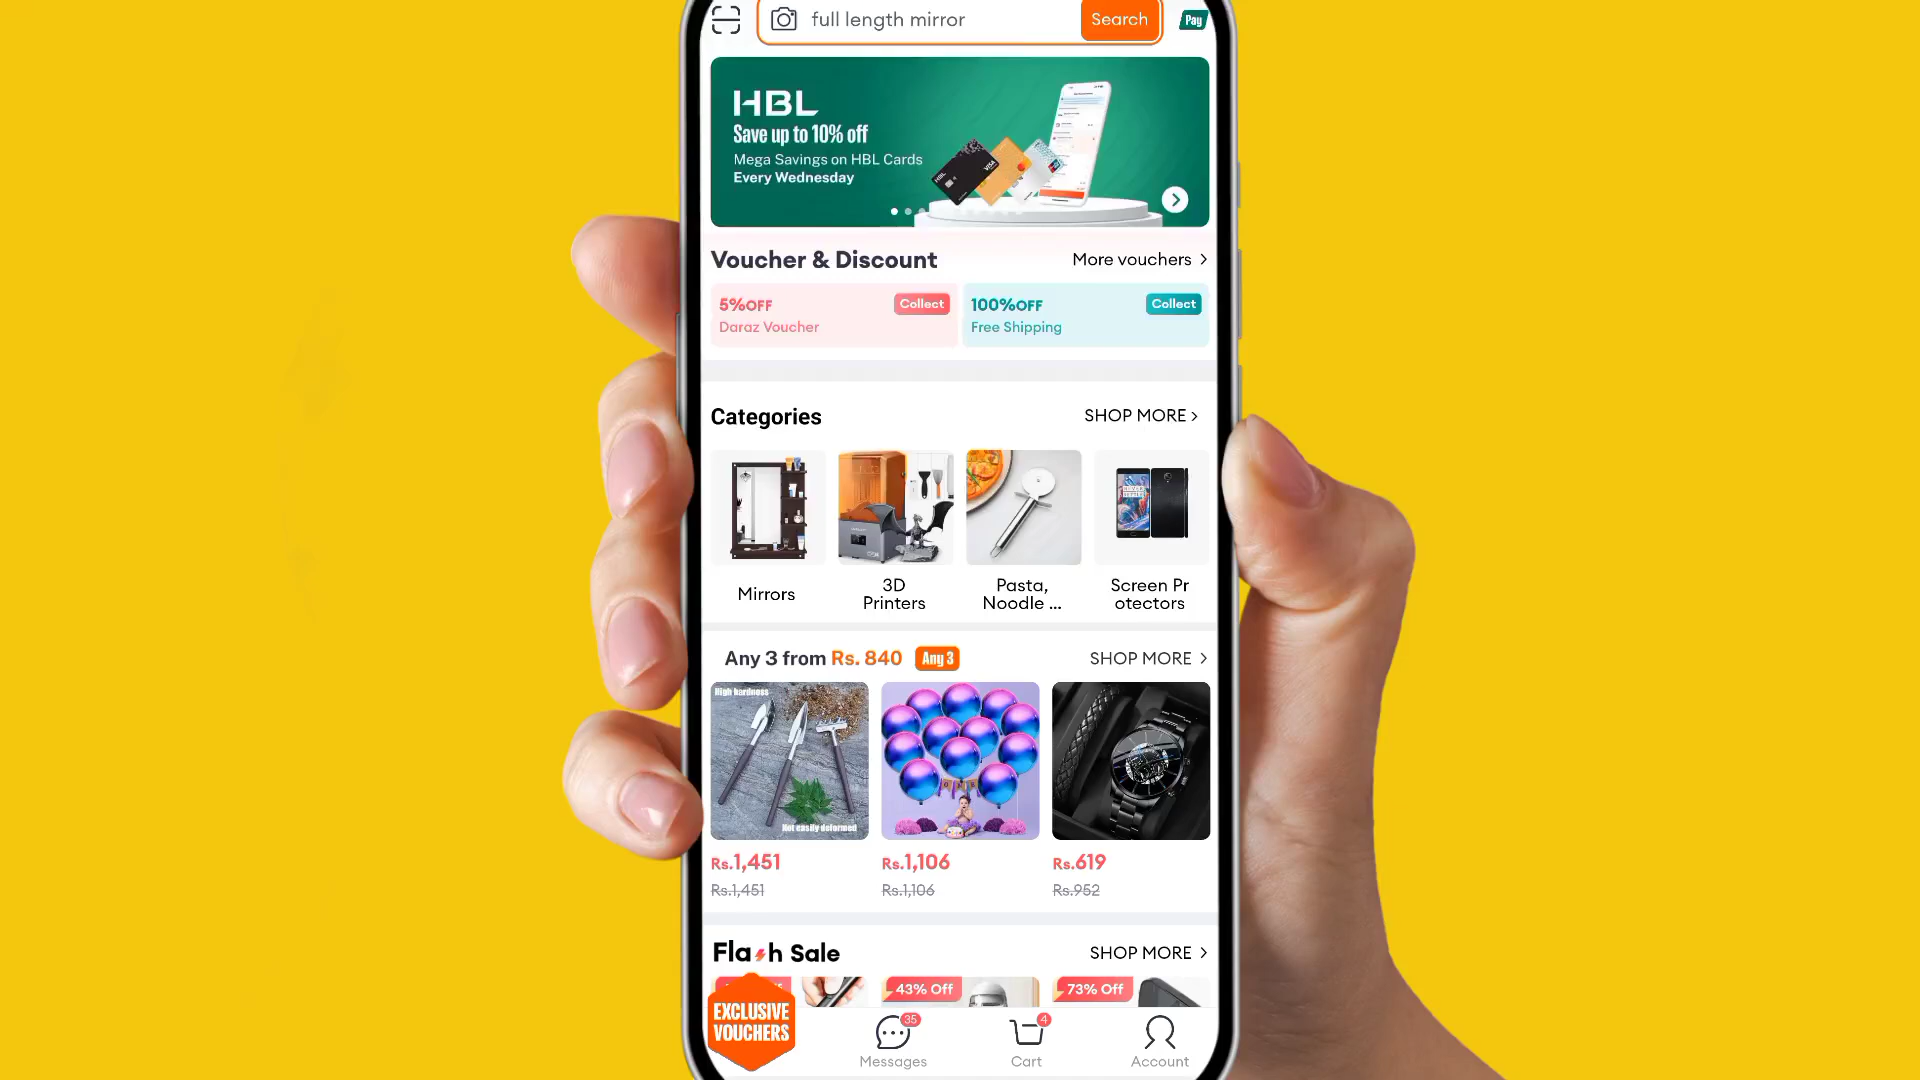 full length mirror
Search
Pay
HBL
Save up to 10% off
Mega Savings on HBL Cards
Every Wednesday
Voucher & Discount
More vouchers
5%OFF
Collect
Daraz Voucher
100%OFF
Collect
Free Shipping
Categories
SHOP MORE
Mirrors
3D
Printers
Pasta,
Noodle ...
Screen Pr
otectors
Any 3 from Rs. 840
Any 3
SHOP MORE
High hardness
Not easily deformed
Rs.1,451
Rs.1,451
Rs.1,106
Rs.1,106
Rs.619
Rs.952
Flash Sale
SHOP MORE
43% Off
73% Off
EXCLUSIVE
VOUCHERS
35
Messages
4
Cart
Account